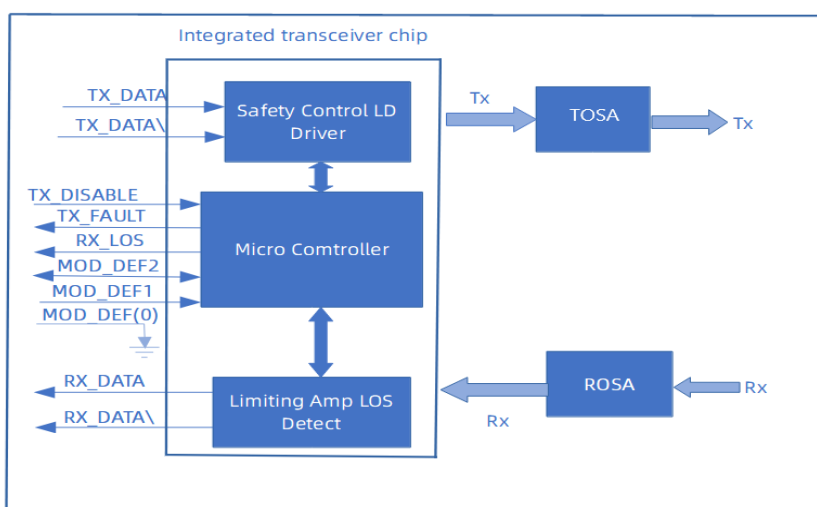 Integrated transceiver chip
TX_DATA
TX_DATA\
Safety Control LD
Driver
Tx
TOSA
Tx
TX_DISABLE
TX_FAULT
RX_LOS
MOD_DEF2
MOD_DEF1
MOD_DEF(0)
Micro Comtroller
RX_DATA
RX_DATA\
Limiting Amp LOS
Detect
Rx
ROSA
Rx